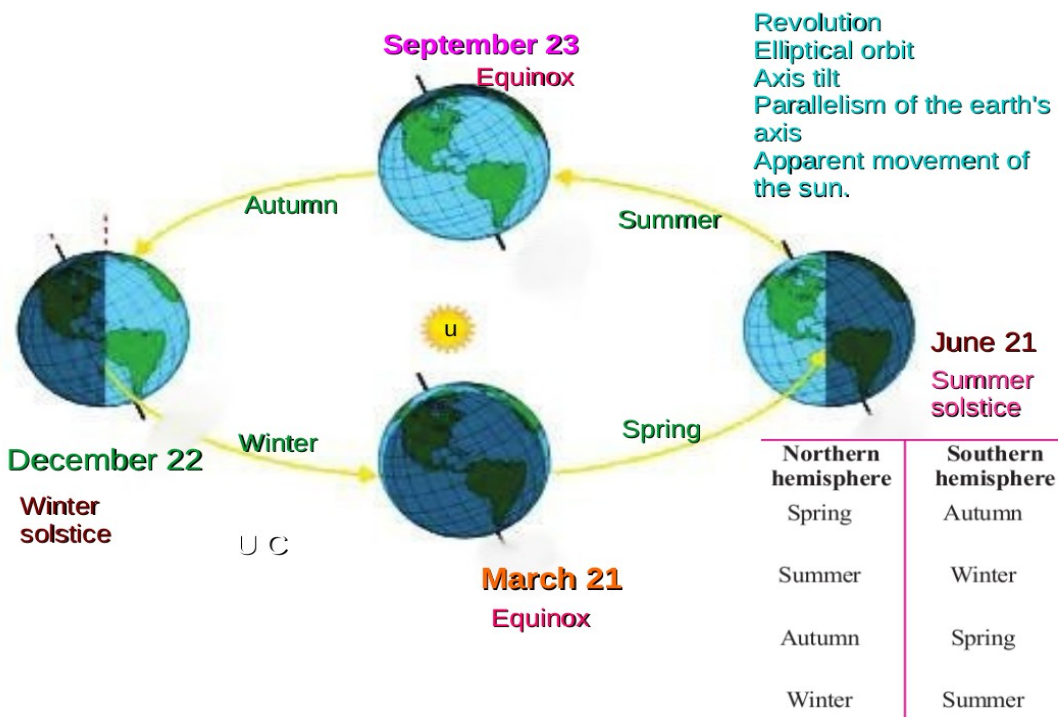 September 23
Equinox
Revolution
Elliptical orbit
Axis tilt
Parallelism of the earth's
axis
Apparent movement of
the sun.
Autumn
Summer
u
June 21
Summer
solstice
Winter
Spring
December 22
Winter
solstice
U C
March 21
Equinox
Northern hemisphere
Southern hemisphere
Spring Autumn
Summer Winter
Autumn Spring
Winter Summer